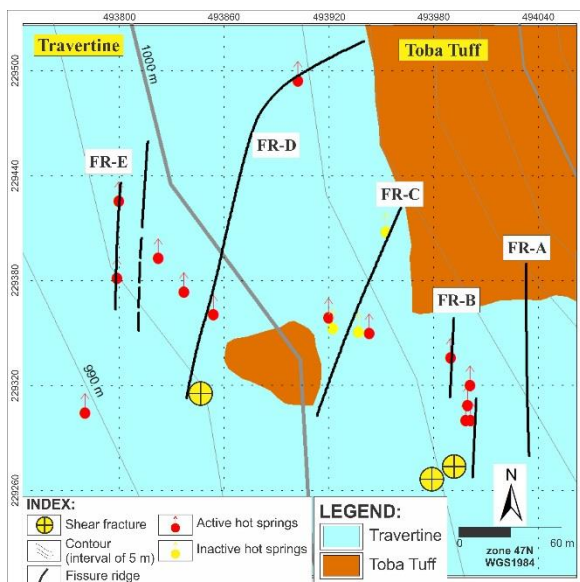 493800 493860 493920 493980 494040
Travertine
1000 m
Toba Tuff
229500
FR-D
229440
FR-E
FR-C
FR-A
229380
FR-B
229320
990 m
229260
N
INDEX:
Shear fracture
Active hot springs
Contour
(interval of 5 m)
Inactive hot springs
Fissure ridge
LEGEND:
Travertine
Toba Tuff
60 m
zone 47N
WGS1984